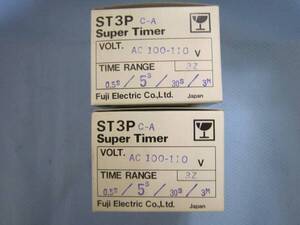 ST3P C-A
Super Timer
VOLT. AC 100-110 V
TIME RANGE 3Z
0.5S / 5S / 30S / 3M
Fuji Electric Co., Ltd. Japan
ST3P C-A
Super Timer
VOLT. AC 100-110 V
TIME RANGE 3Z
0.5S / 5S / 30S / 3M
Fuji Electric Co., Ltd. Japan